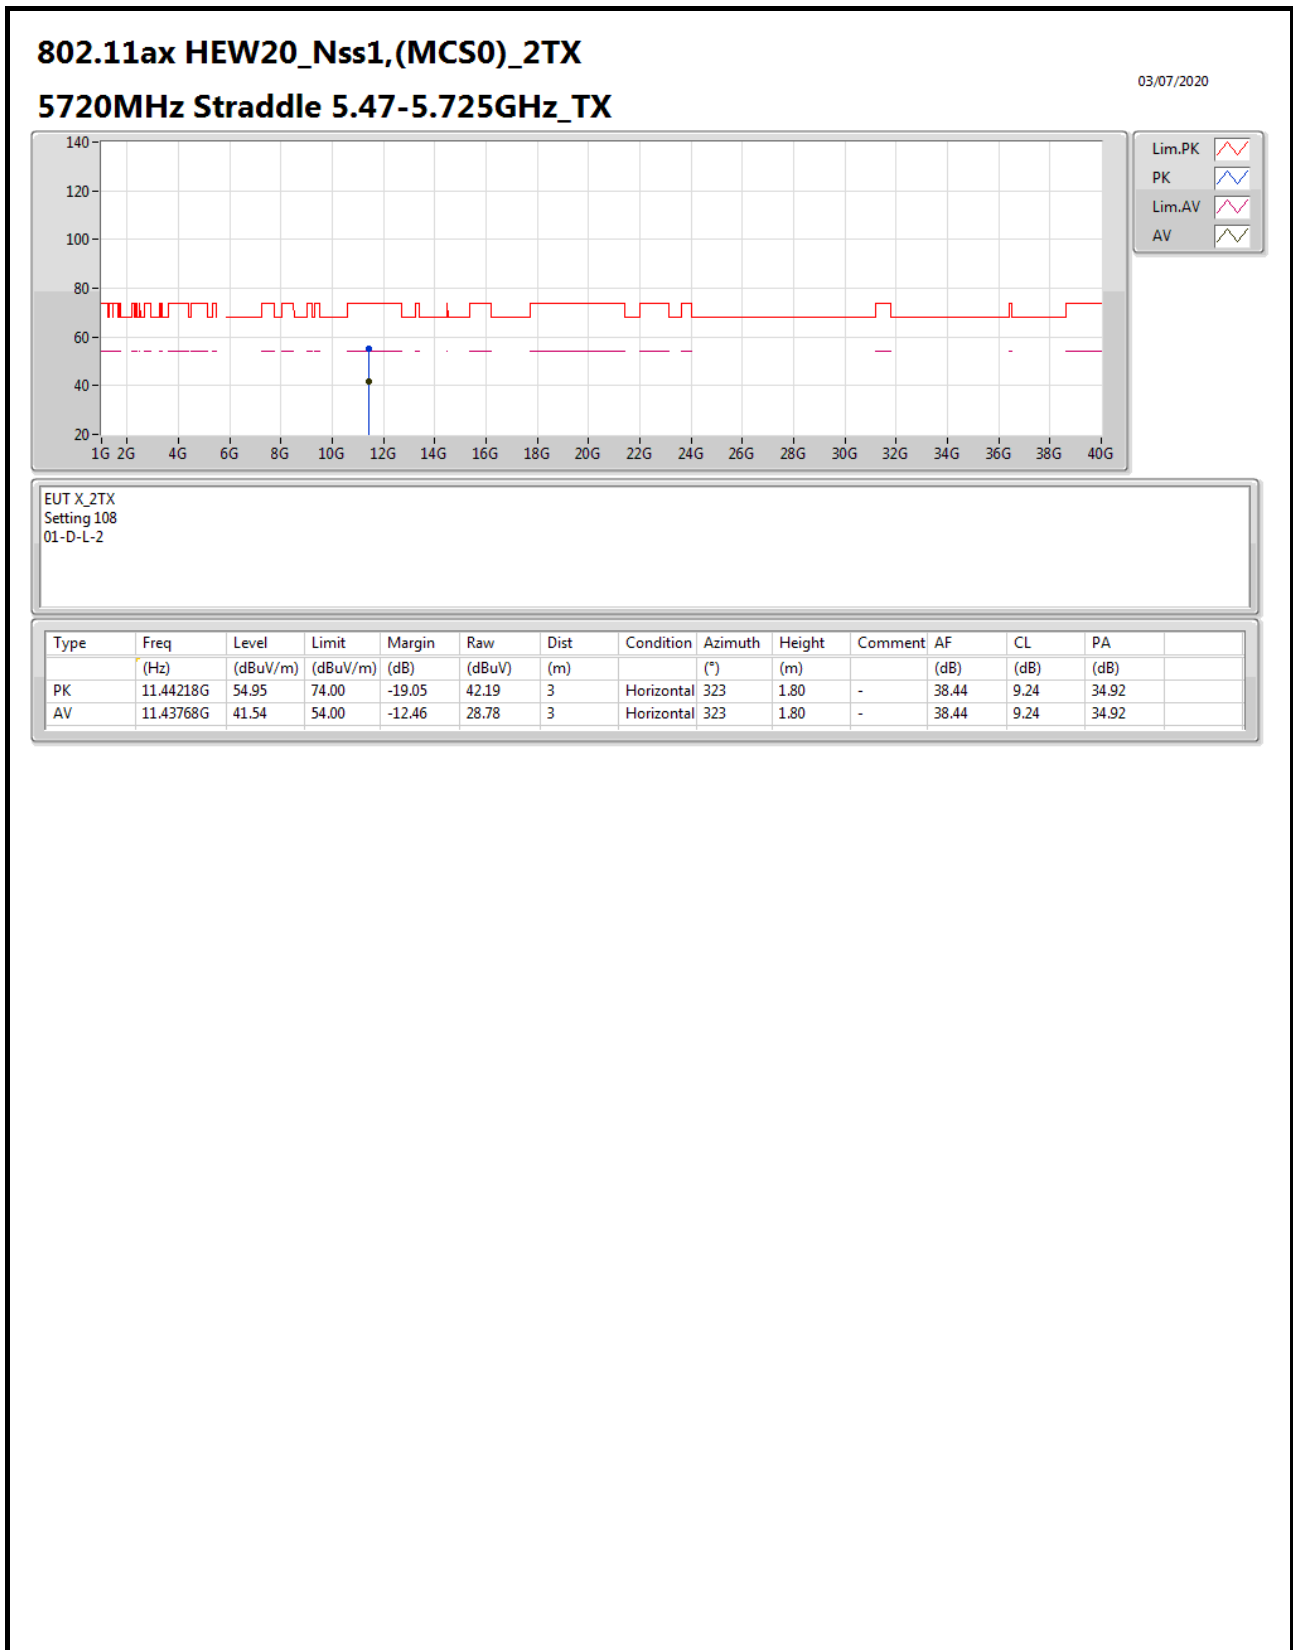 802.11ax HEW20_Nss1,(MCS0)_2TX
03/07/2020
5720MHz Straddle 5.47-5.725GHz_TX
140
120
100
80
60
40
20
1G 2G 4G 6G 8G 10G 12G 14G 16G 18G 20G 22G 24G 26G 28G 30G 32G 34G 36G 38G 40G
Lim.PK
PK
Lim.AV
AV
EUT X_2TX
Setting 108
01-D-L-2
Type Freq Level Limit Margin Raw Dist Condition Azimuth Height Comment AF CL PA
(Hz) (dBuV/m) (dBuV/m) (dB) (dBuV) (m) (°) (m) (dB) (dB) (dB)
PK 11.44218G 54.95 74.00 -19.05 42.19 3 Horizontal 323 1.80 - 38.44 9.24 34.92
AV 11.43768G 41.54 54.00 -12.46 28.78 3 Horizontal 323 1.80 - 38.44 9.24 34.92